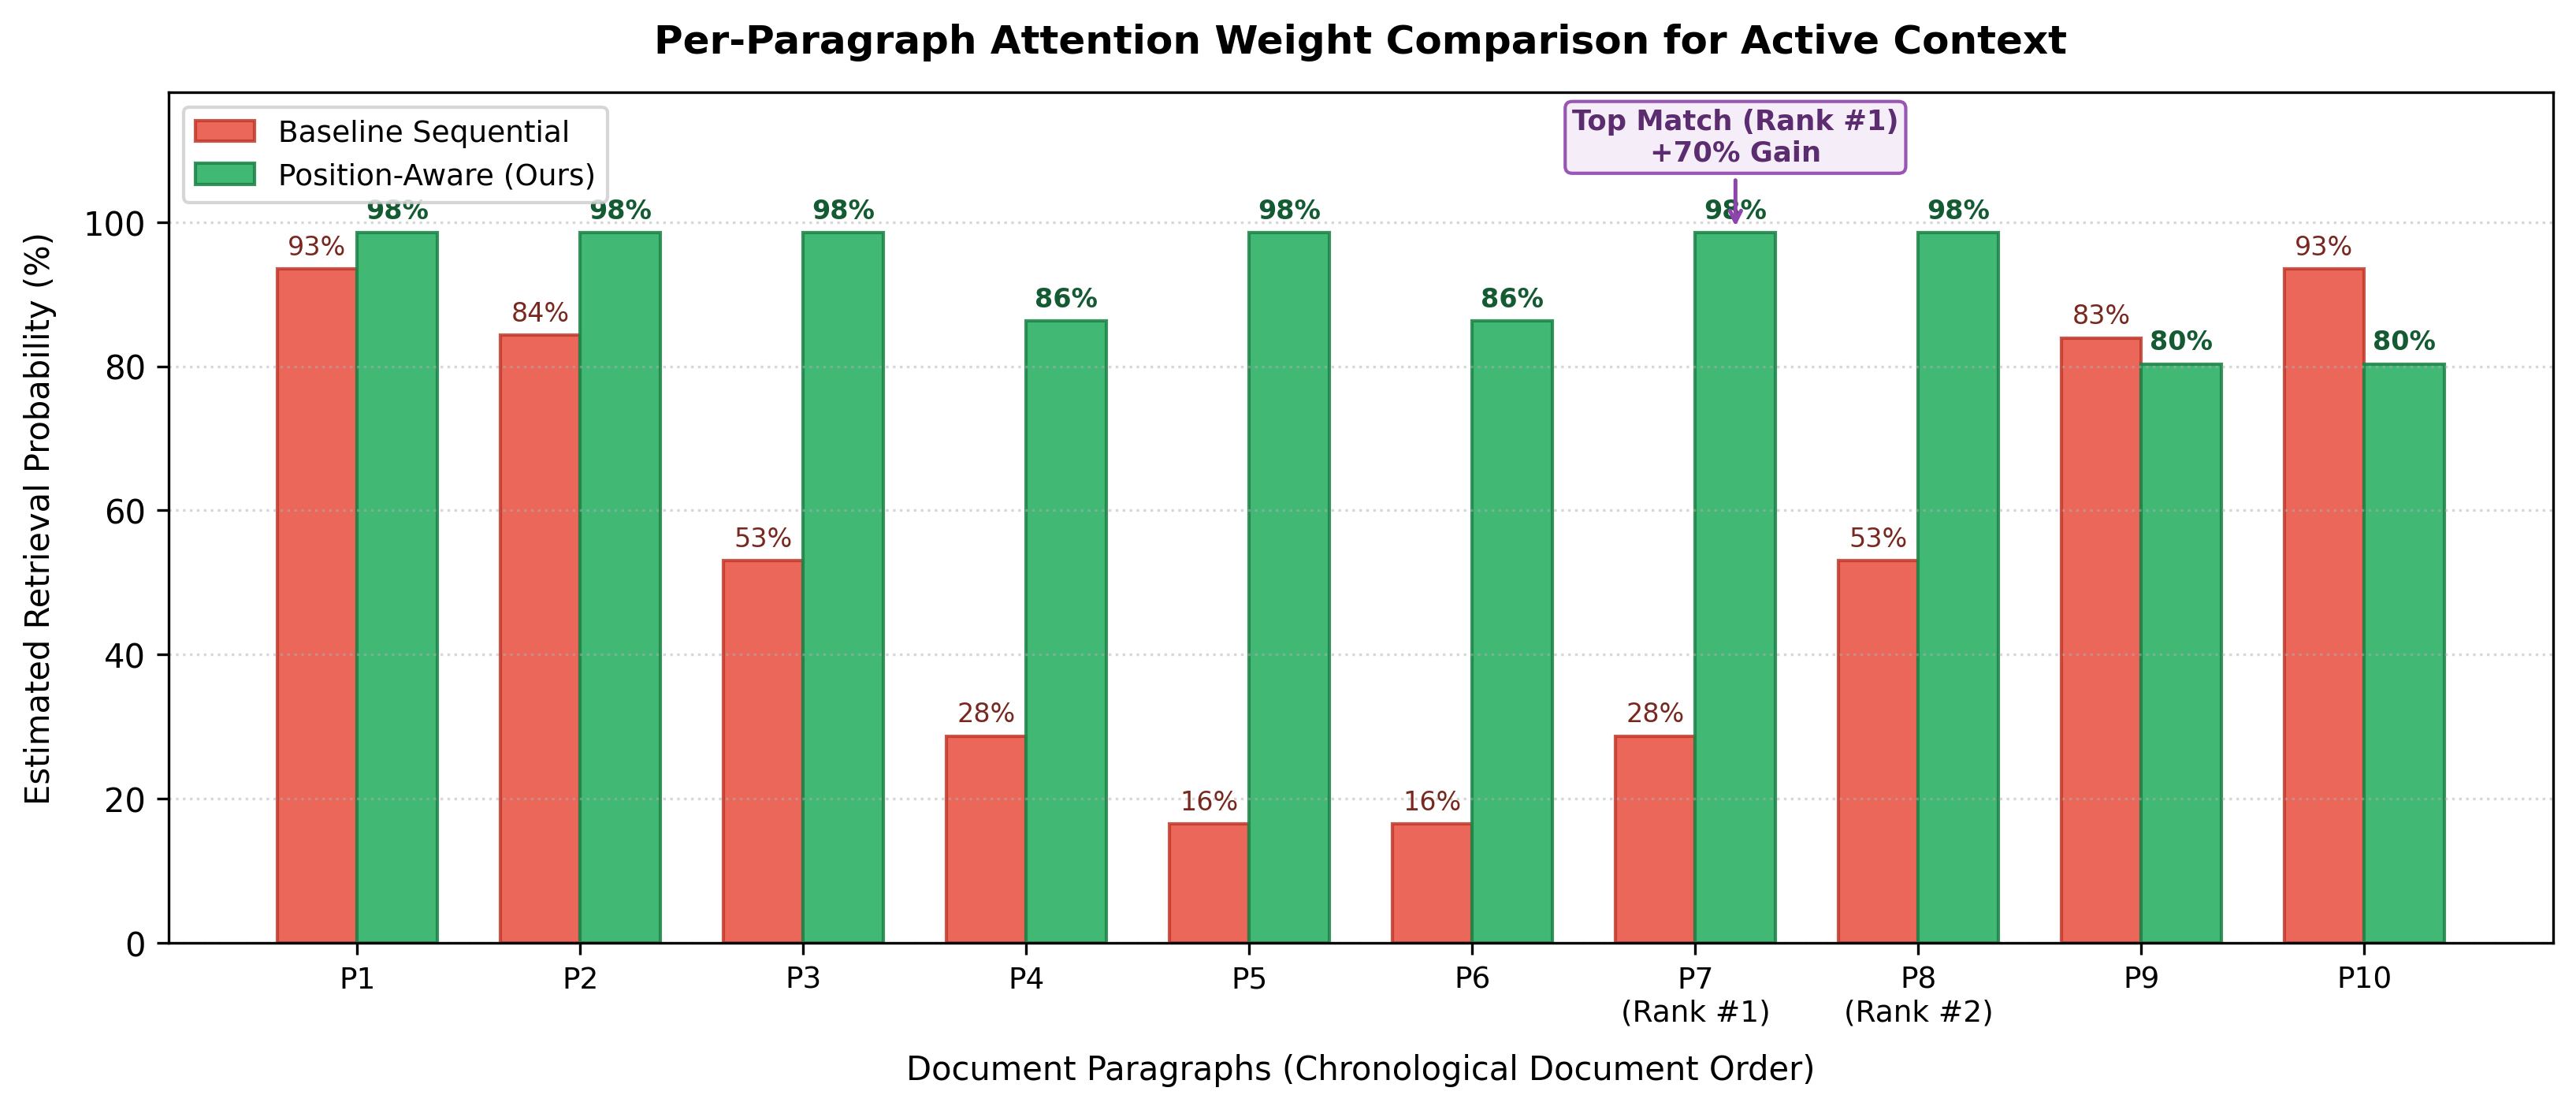 Per-Paragraph Attention Weight Comparison for Active Context
Baseline Sequential
Position-Aware (Ours)
Top Match (Rank #1)
+70% Gain
Estimated Retrieval Probability (%)
100
80
60
40
20
0
93% 98%
84% 98%
53% 98%
28% 86%
16% 98%
16% 86%
28% 98%
53% 98%
83% 80%
93% 80%
P1 P2 P3 P4 P5 P6 P7 P8 P9 P10
(Rank #1) (Rank #2)
Document Paragraphs (Chronological Document Order)